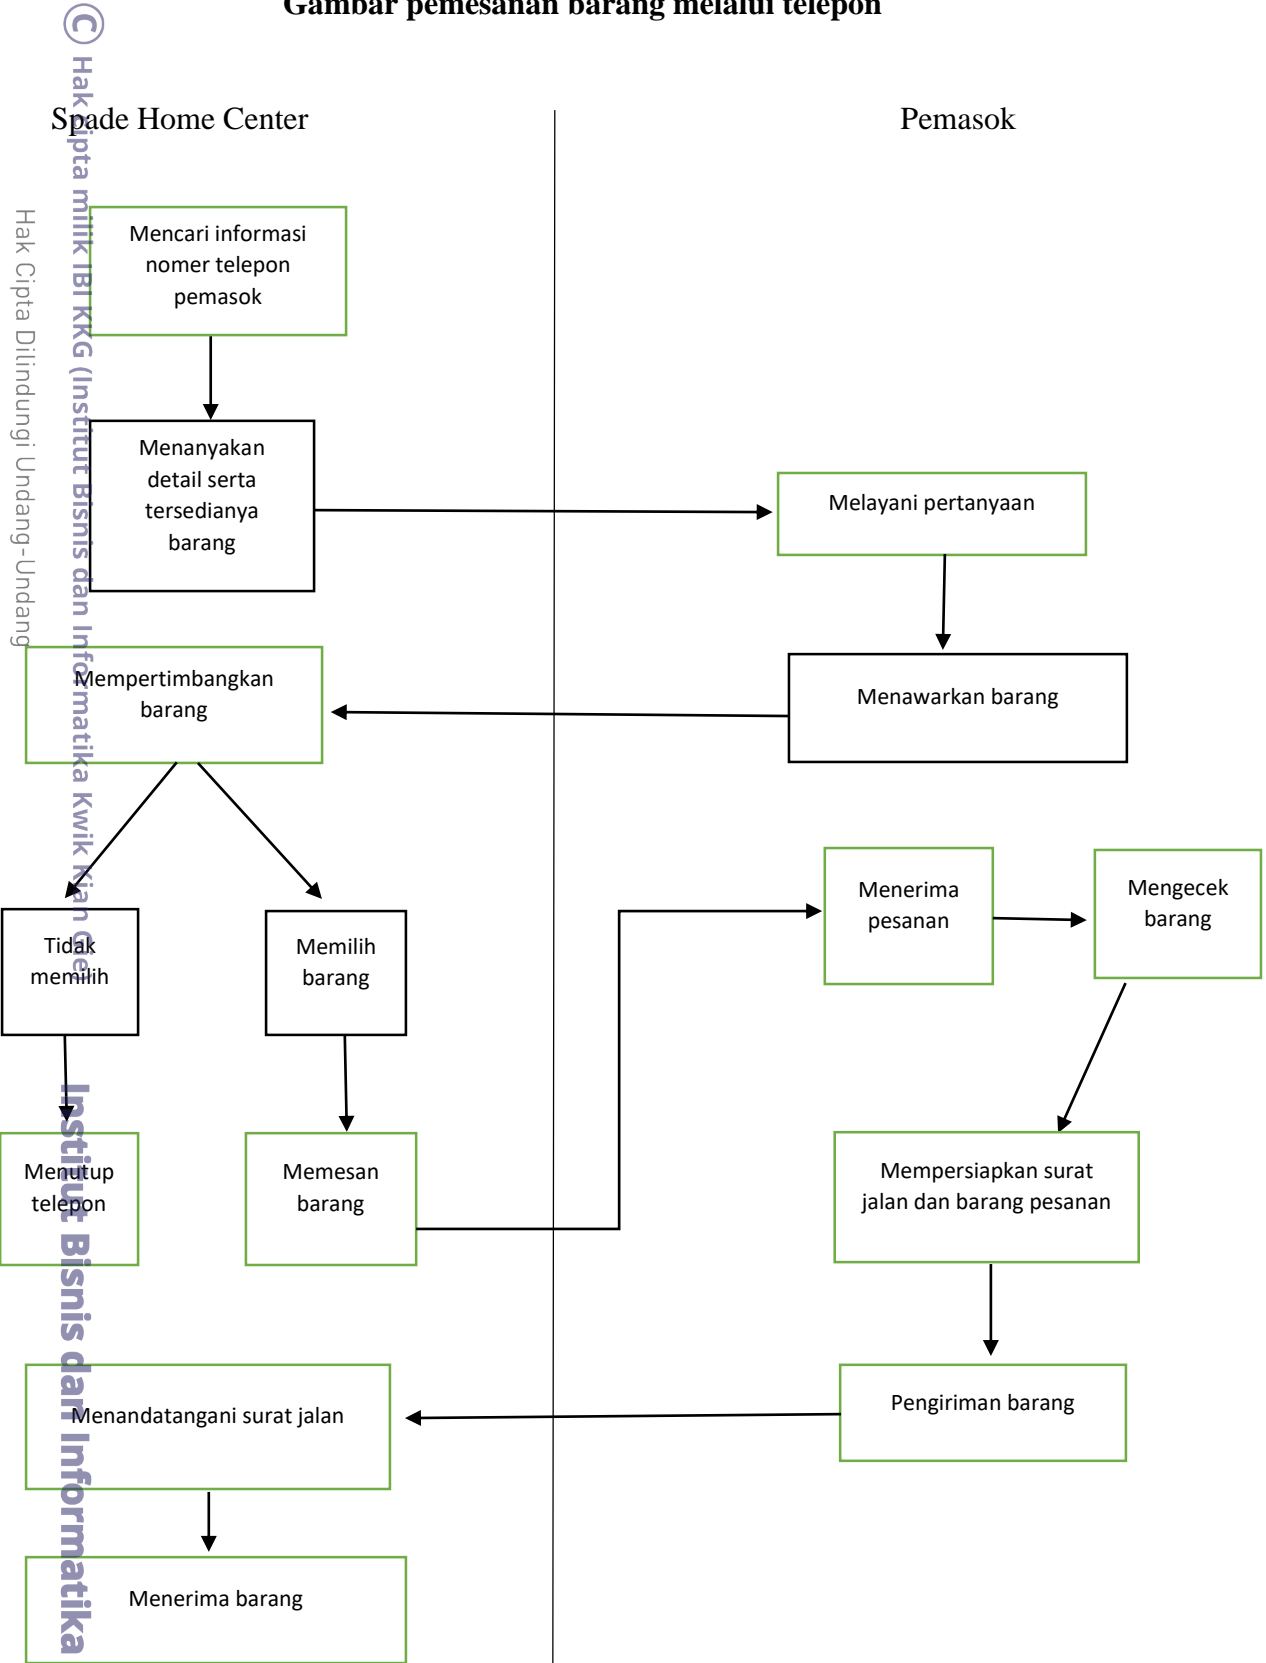 Gambar pemesanan barang melalui telepon
Spade Home Center
Pemasok
Mencari informasi
nomer telepon
pemasok
Menanyakan
detail serta
tersedianya
barang
Melayani pertanyaan
Menawarkan barang
Mempertimbangkan
barang
Tidak
memilih
Memilih
barang
Menerima
pesanan
Mengecek
barang
Menutup
telepon
Memesan
barang
Mempersiapkan surat
jalan dan barang pesanan
Pengiriman barang
Menandatangani surat jalan
Menerima barang
Hak Cipta Dilindungi Undang-Undang
© Hak cipta milik IBI KKG (Institut Bisnis dan Informatika Kwik Kian Gie)
Institut Bisnis dan Informatika